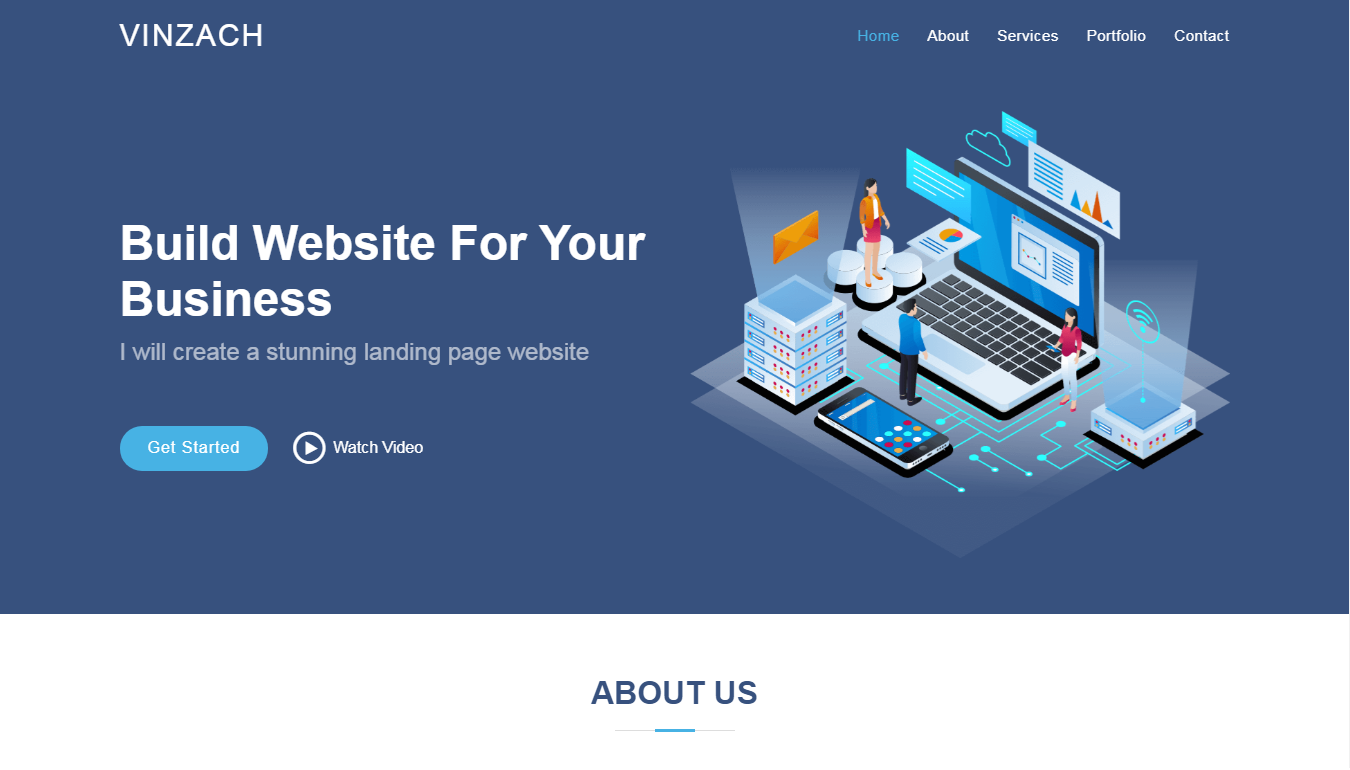 VINZACH
Home About Services Portfolio Contact
Build Website For Your
Business
I will create a stunning landing page website
Get Started Watch Video
ABOUT US